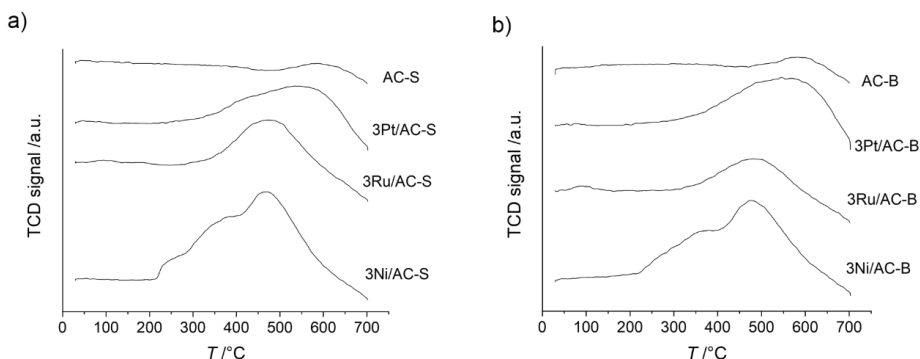 a)
TCD signal /a.u.
AC-S
3Pt/AC-S
3Ru/AC-S
3Ni/AC-S
0 100 200 300 400 500 600 700
T /°C
b)
TCD signal /a.u.
AC-B
3Pt/AC-B
3Ru/AC-B
3Ni/AC-B
0 100 200 300 400 500 600 700
T /°C